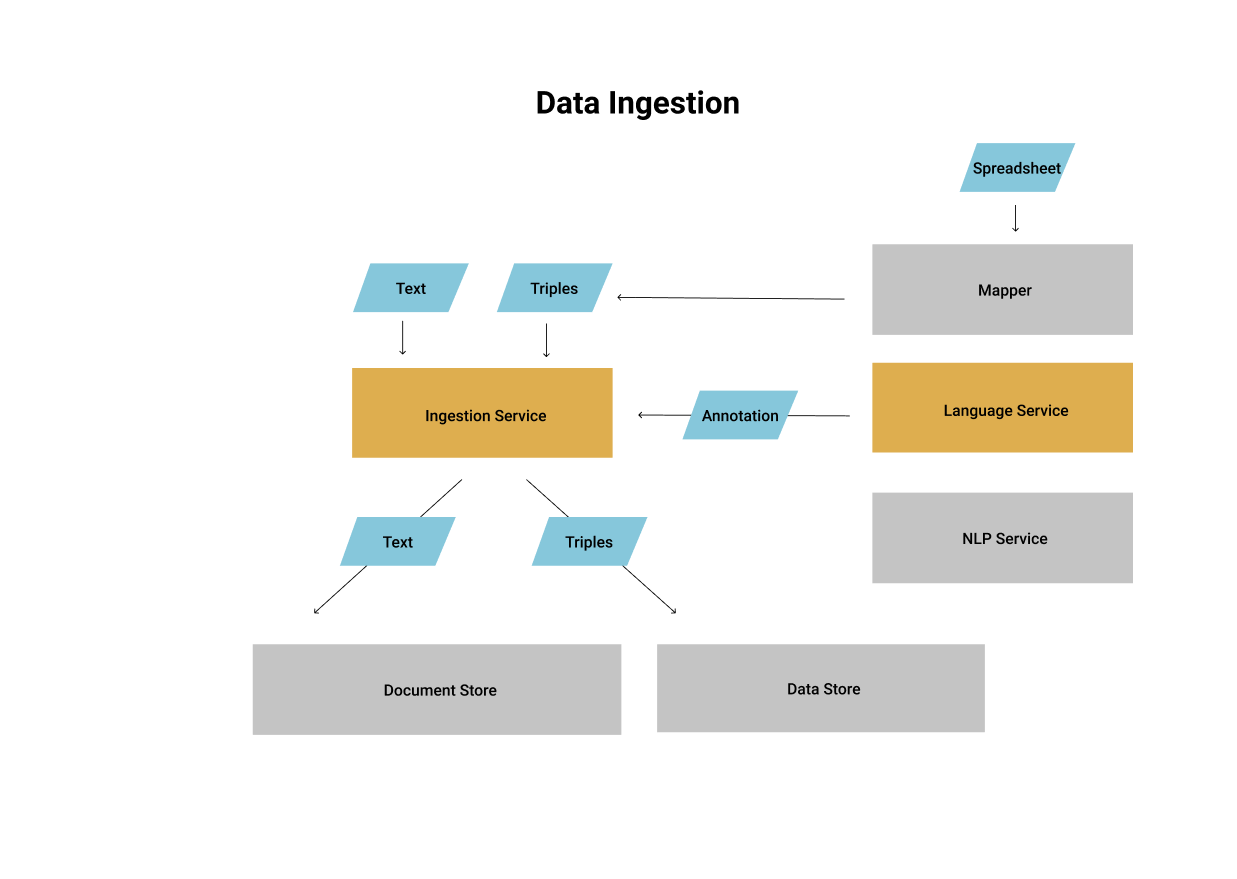 Data Ingestion
Spreadsheet
Text
Triples
Mapper
Ingestion Service
Annotation
Language Service
Text
Triples
NLP Service
Document Store
Data Store